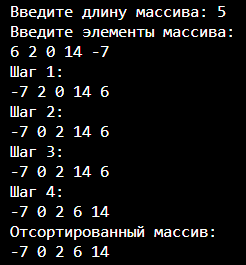 Введите длину массива: 5
Введите элементы массива:
6 2 0 14 -7
Шаг 1:
-7 2 0 14 6
Шаг 2:
-7 0 2 14 6
Шаг 3:
-7 0 2 14 6
Шаг 4:
-7 0 2 6 14
Отсортированный массив:
-7 0 2 6 14